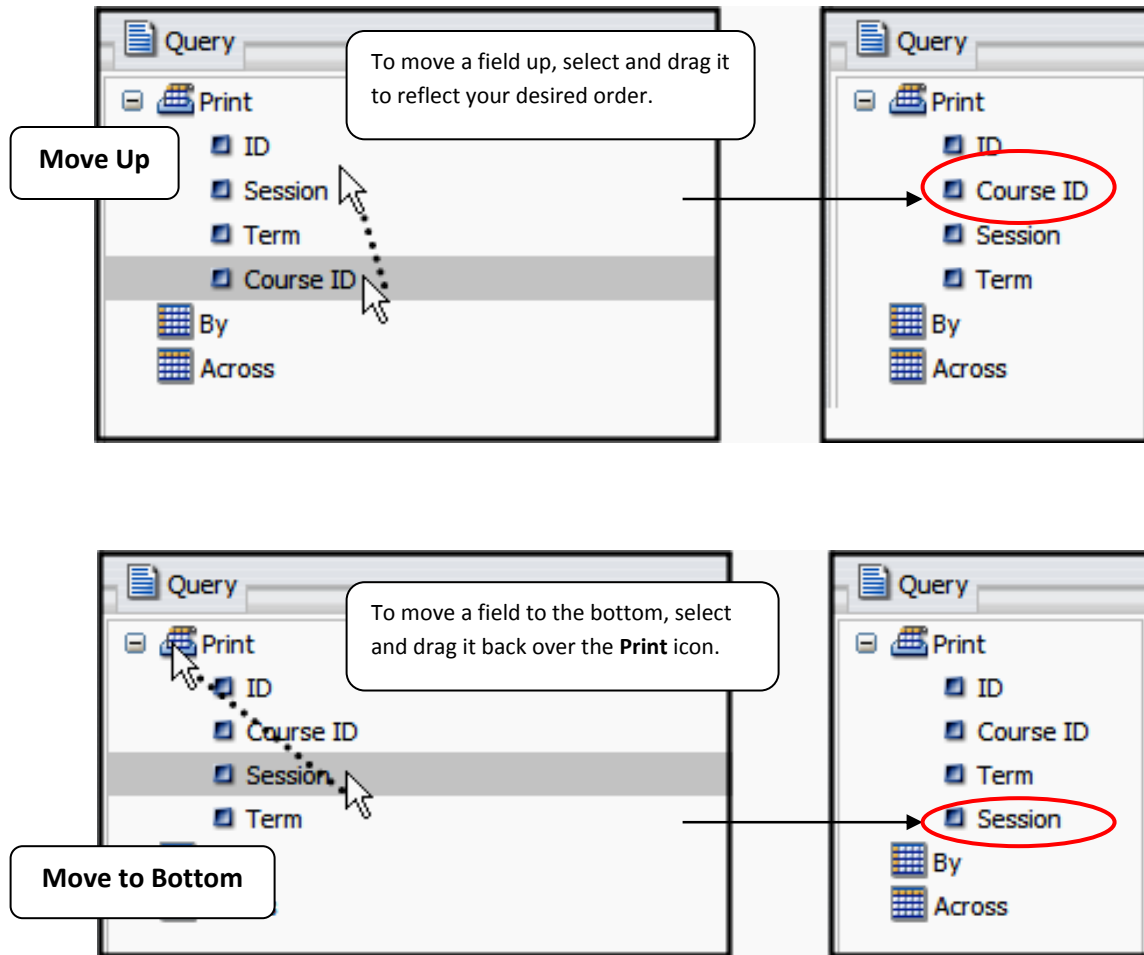 Query
To move a field up, select and drag it
to reflect your desired order.
Print
Move Up
ID
Session
Term
Course ID
By
Across
Query
Print
ID
Course ID
Session
Term
By
Across
Query
To move a field to the bottom, select
and drag it back over the Print icon.
Print
ID
Course ID
Session
Term
Move to Bottom
Query
Print
ID
Course ID
Term
Session
By
Across